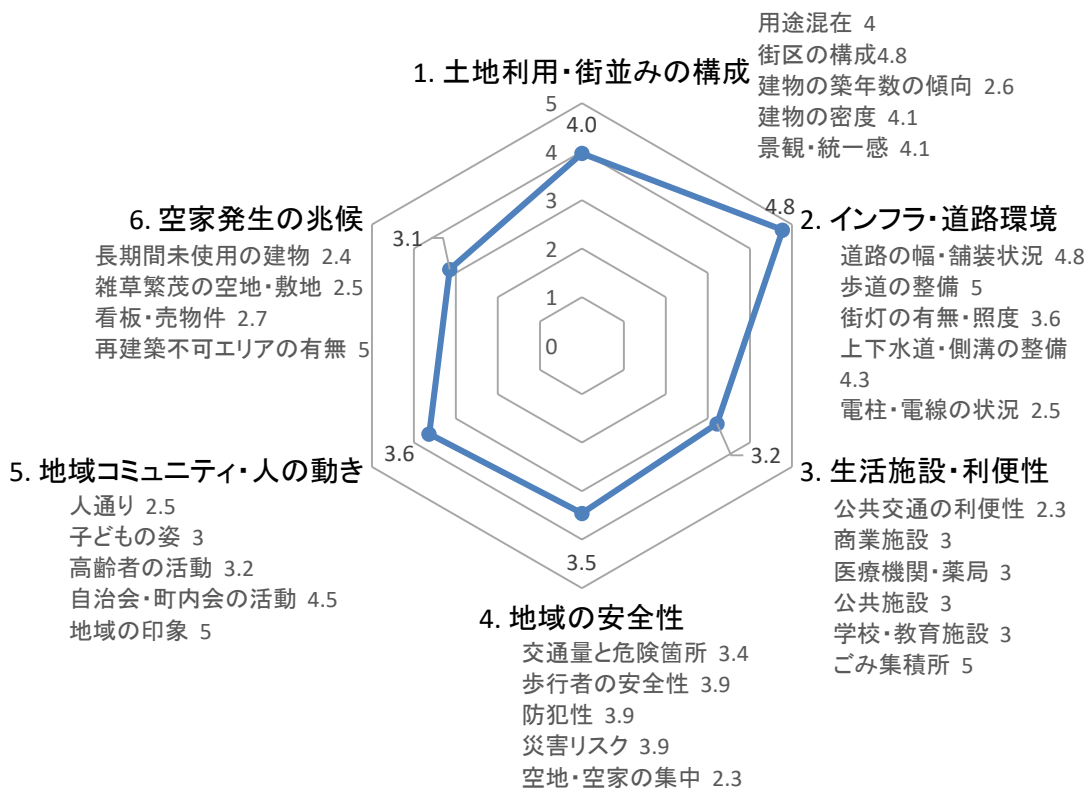 1. 土地利用・街並みの構成
用途混在 4
街区の構成4.8
建物の築年数の傾向 2.6
建物の密度 4.1
景観・統一感 4.1
2. インフラ・道路環境
道路の幅・舗装状況 4.8
歩道の整備 5
街灯の有無・照度 3.6
上下水道・側溝の整備
4.3
電柱・電線の状況 2.5
3. 生活施設・利便性
公共交通の利便性 2.3
商業施設 3
医療機関・薬局 3
公共施設 3
学校・教育施設 3
ごみ集積所 5
4. 地域の安全性
交通量と危険箇所 3.4
歩行者の安全性 3.9
防犯性 3.9
災害リスク 3.9
空地・空家の集中 2.3
5. 地域コミュニティ・人の動き
人通り 2.5
子どもの姿 3
高齢者の活動 3.2
自治会・町内会の活動 4.5
地域の印象 5
6. 空家発生の兆候
長期間未使用の建物 2.4
雑草繁茂の空地・敷地 2.5
看板・売物件 2.7
再建築不可エリアの有無 5
5
4
3
2
1
0
4.0
4.8
3.2
3.5
3.6
3.1